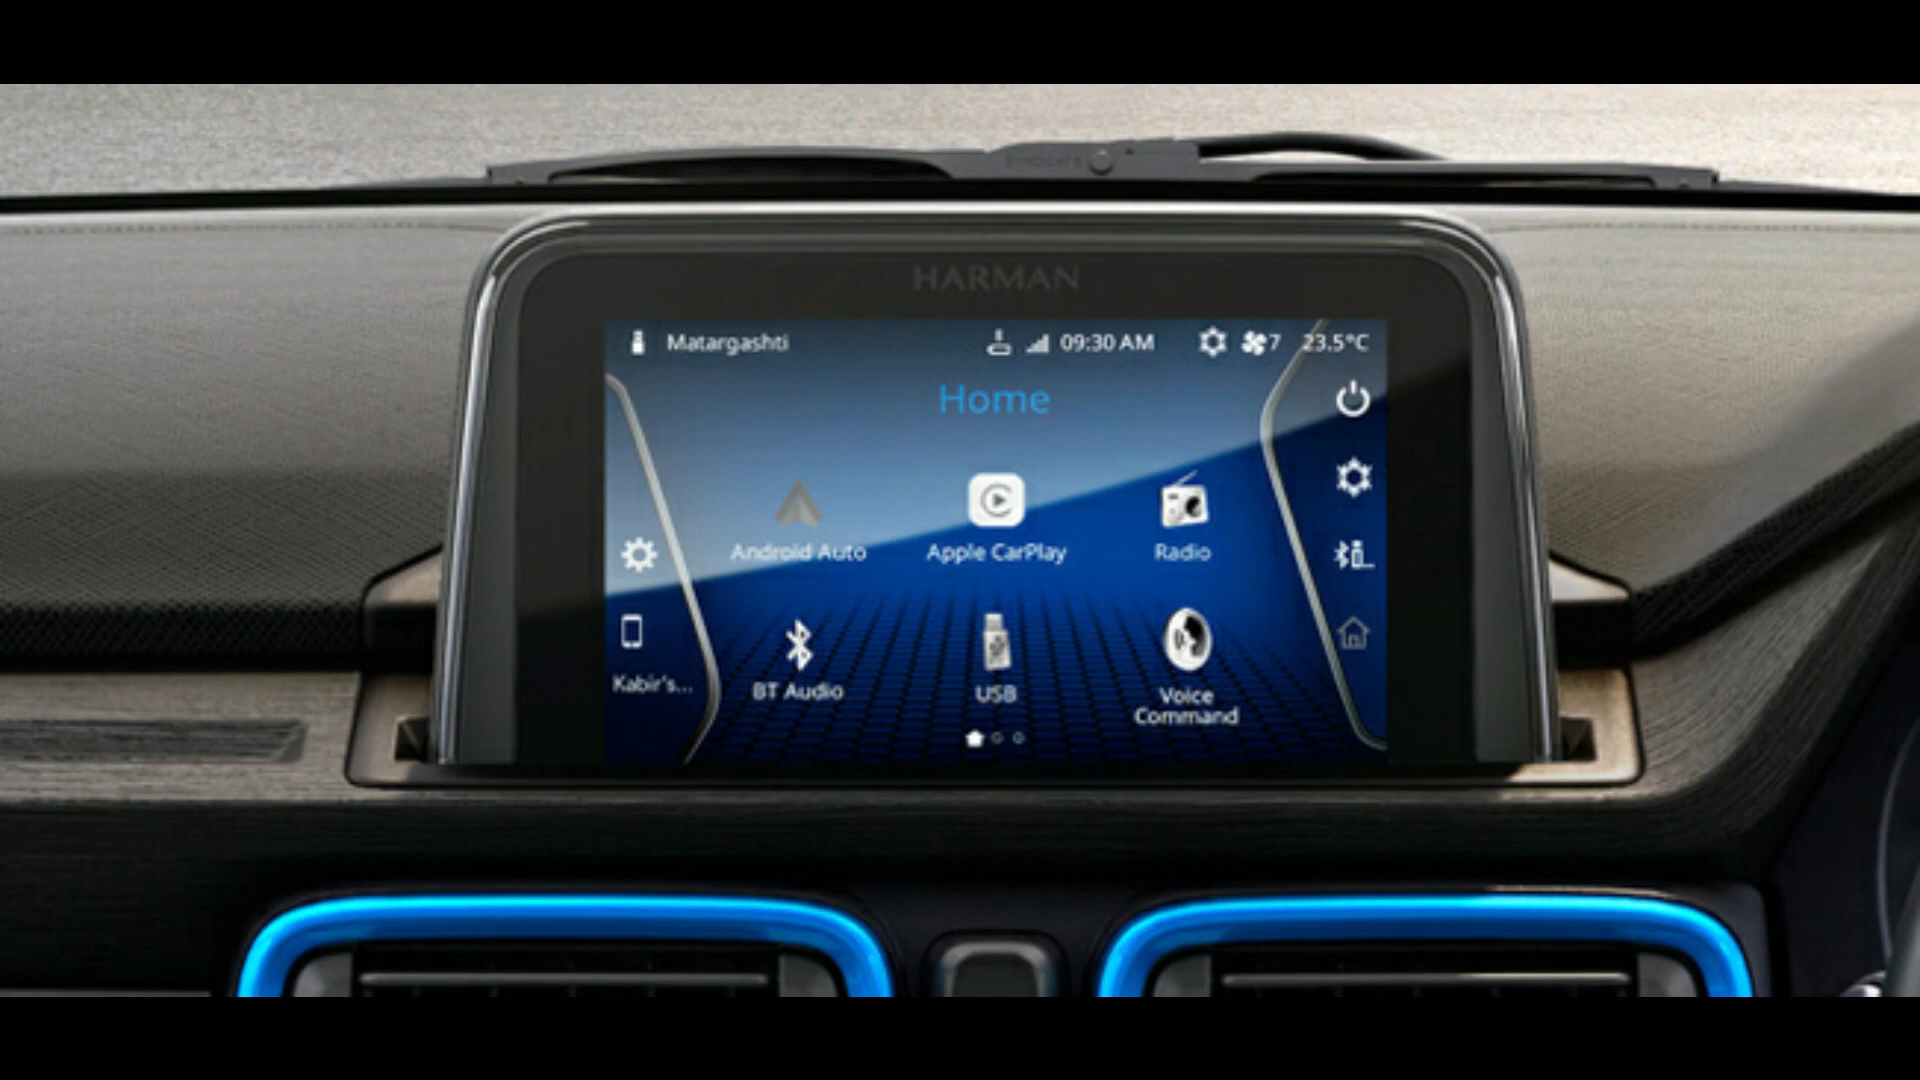 HARMAN
Matargashti
09:30 AM
7
23.5°C
Home
Android Auto
Apple CarPlay
Radio
Kabir's...
BT Audio
USB
Voice
Command